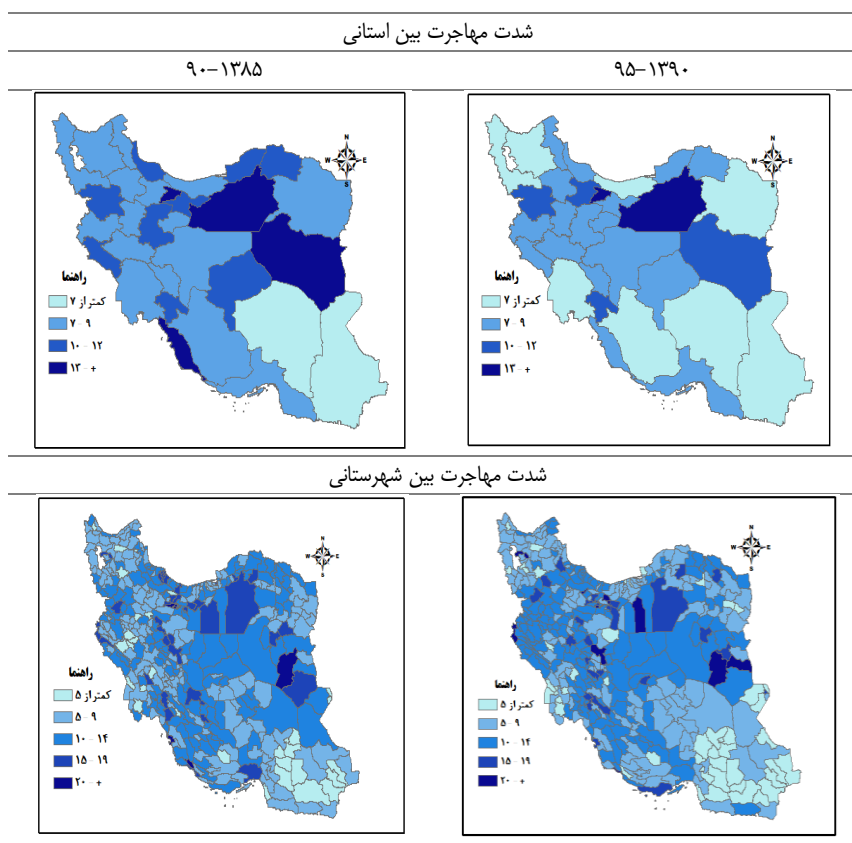 شدت مهاجرت بین استانی
۱۳۸۵-۹۰
۱۳۹۰-۹۵
N
W E
S
راهنما
کمتر از ۷
۷ - ۹
۱۰ - ۱۲
۱۳ - +
N
W E
S
راهنما
کمتر از ۷
۷ - ۹
۱۰ - ۱۲
۱۳ - +
شدت مهاجرت بین شهرستانی
N
W E
S
راهنما
کمتر از ۵
۵ - ۹
۱۰ - ۱۴
۱۵ - ۱۹
۲۰ - +
N
W E
S
راهنما
کمتر از ۵
۵ - ۹
۱۰ - ۱۴
۱۵ - ۱۹
۲۰ - +